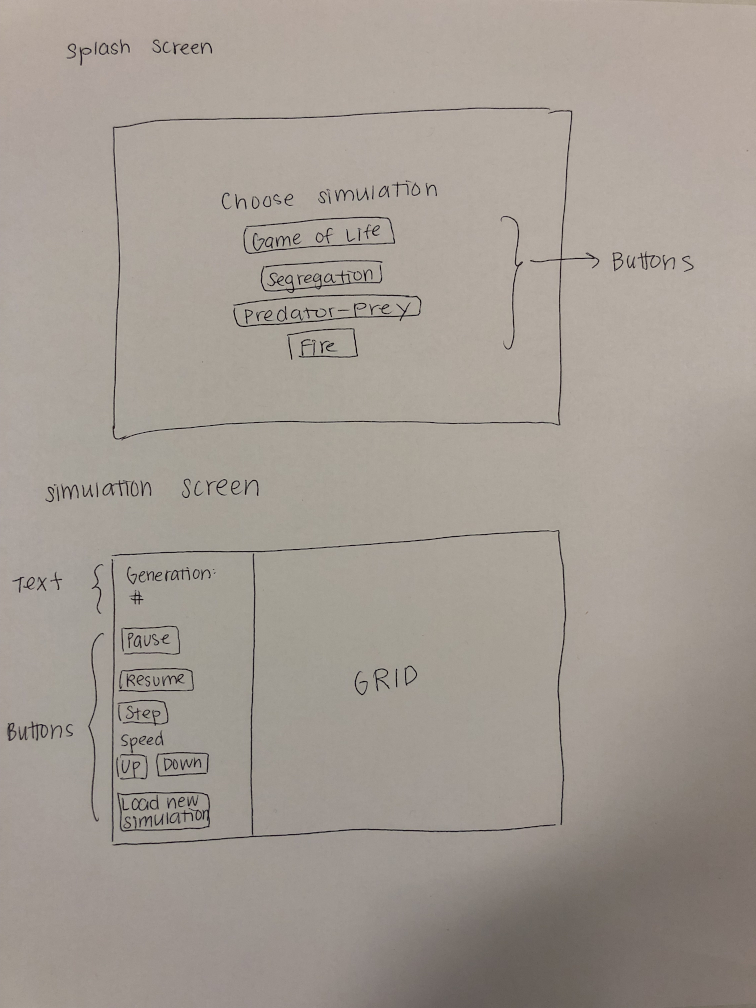 splash screen
Choose simulation
Game of Life
Segregation
Predator-Prey
Fire
Buttons
simulation screen
Text
Generation:
#
Buttons
Pause
Resume
Step
speed
Up Down
Load new
simulation
GRID